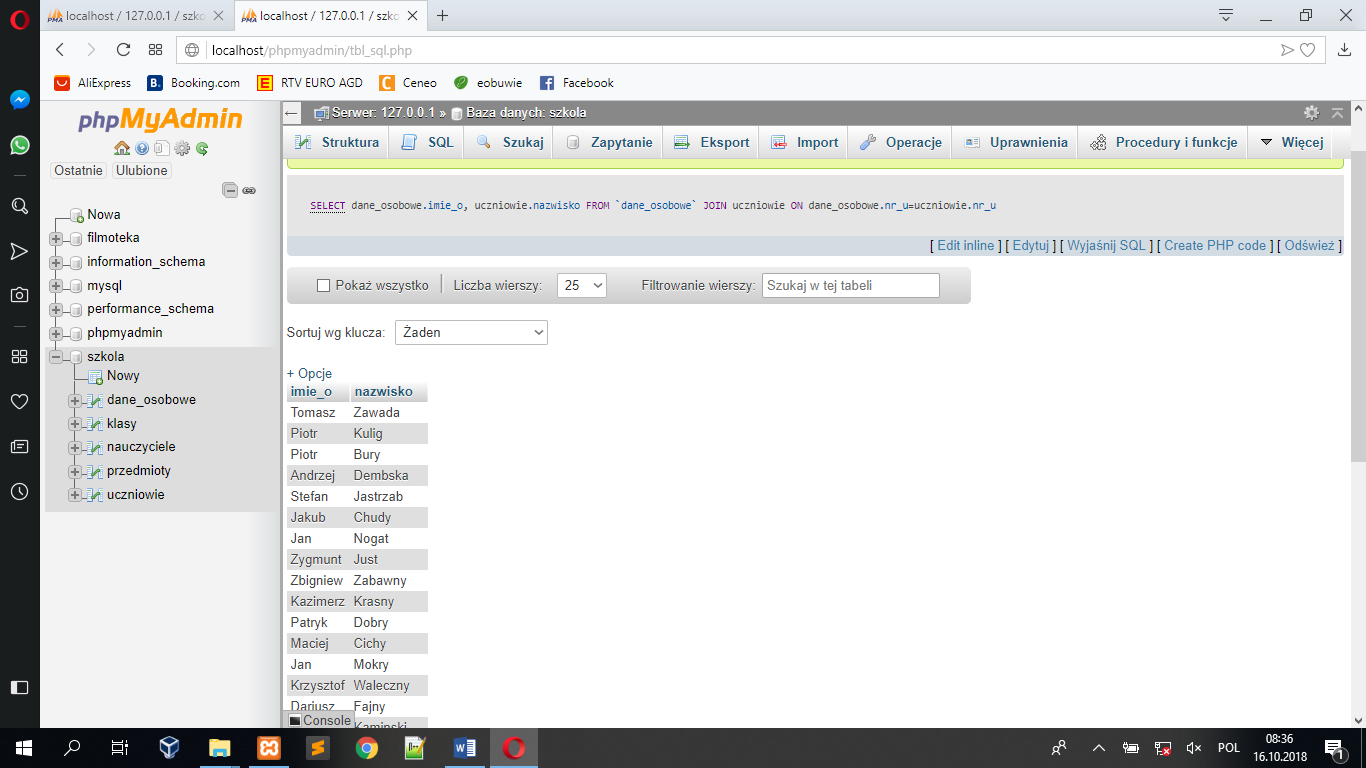 localhost / 127.0.0.1 / szko
localhost / 127.0.0.1 / szko
localhost/phpmyadmin/tbl_sql.php
AliExpress
B. Booking.com
E RTV EURO AGD
C Ceneo
eobuwie
f Facebook
phpMyAdmin
Ostatnie
Ulubione
Nowa
filmoteka
information_schema
mysql
performance_schema
phpmyadmin
szkola
Nowy
dane_osobowe
klasy
nauczyciele
przedmioty
uczniowie
Serwer: 127.0.0.1 » Baza danych: szkola
Struktura
SQL
Szukaj
Zapytanie
Eksport
Import
Operacje
Uprawnienia
Procedury i funkcje
Więcej
SELECT dane_osobowe.imie_o, uczniowie.nazwisko FROM `dane_osobowe` JOIN uczniowie ON dane_osobowe.nr_u=uczniowie.nr_u
[ Edit inline ] [ Edytuj ] [ Wyjaśnij SQL ] [ Create PHP code ] [ Odśwież ]
Pokaż wszystko
Liczba wierszy: 25
Filtrowanie wierszy: Szukaj w tej tabeli
Sortuj wg klucza: Żaden
+ Opcje
imie_o nazwisko
Tomasz Zawada
Piotr Kulig
Piotr Bury
Andrzej Dembska
Stefan Jastrzab
Jakub Chudy
Jan Nogat
Zygmunt Just
Zbigniew Zabawny
Kazimerz Krasny
Patryk Dobry
Maciej Cichy
Jan Mokry
Krzysztof Waleczny
Dariusz Fajny
Kaminski
Console
POL
08:36
16.10.2018
1